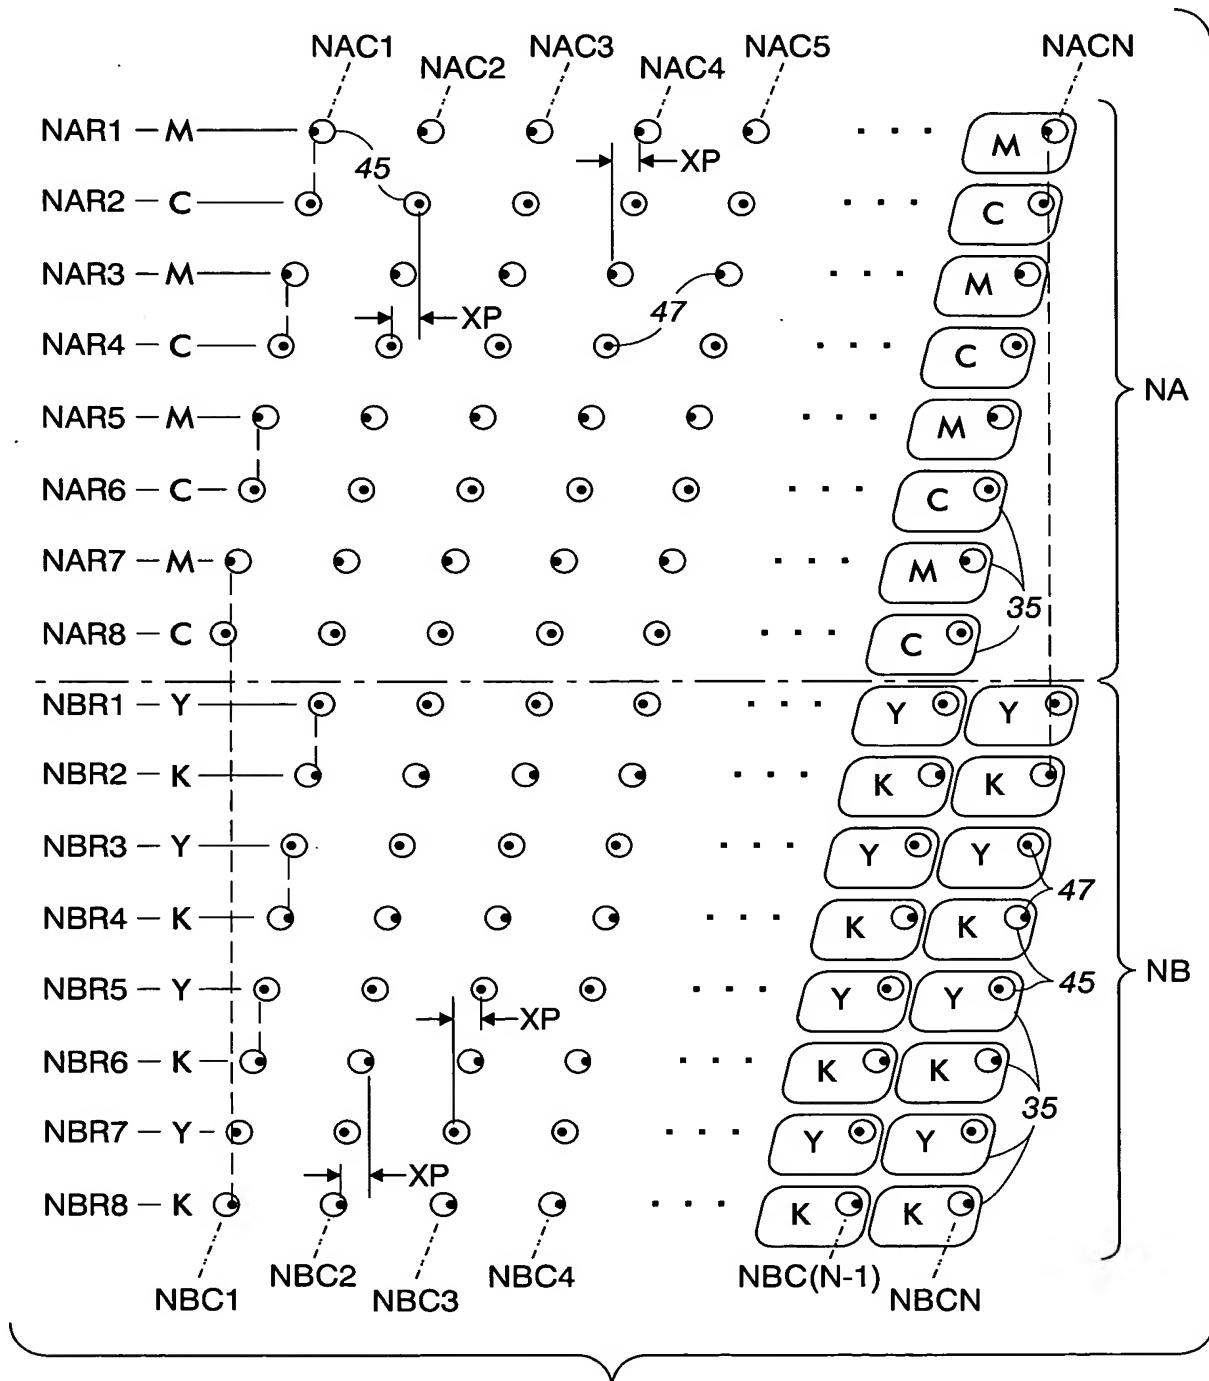 NAC1 NAC2 NAC3 NAC4 NAC5 NACN
NAR1 – M M
45 XP
NAR2 – C C
NAR3 – M M
47
XP
NAR4 – C C
NA
NAR5 – M M
NAR6 – C C
NAR7 – M M
35
NAR8 – C C
NBR1 – Y Y Y
NBR2 – K K K
NBR3 – Y Y Y
47
NBR4 – K K K
45
NB
NBR5 – Y Y Y
XP
NBR6 – K K K
35
NBR7 – Y Y Y
XP
NBR8 – K K K
NBC1 NBC2 NBC3 NBC4 NBC(N-1) NBCN